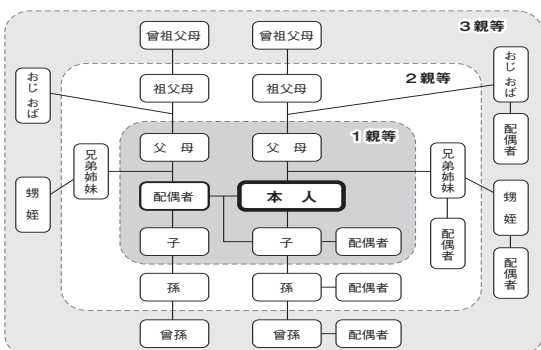 3親等
曾祖父母
曾祖父母
おじ おば
2親等
おじ おば
祖父母
祖父母
1親等
配偶者
父 母
父 母
兄弟姉妹
兄弟姉妹
甥 姪
配偶者
本 人
甥 姪
子
子
配偶者
配偶者
配偶者
孫
孫
配偶者
曾孫
曾孫
配偶者